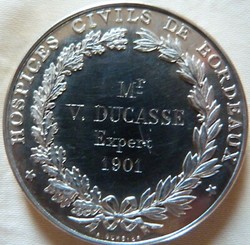 HOSPICES CIVILS DE BORDEAUX
Mr
V. DUCASSE
Expert
1901